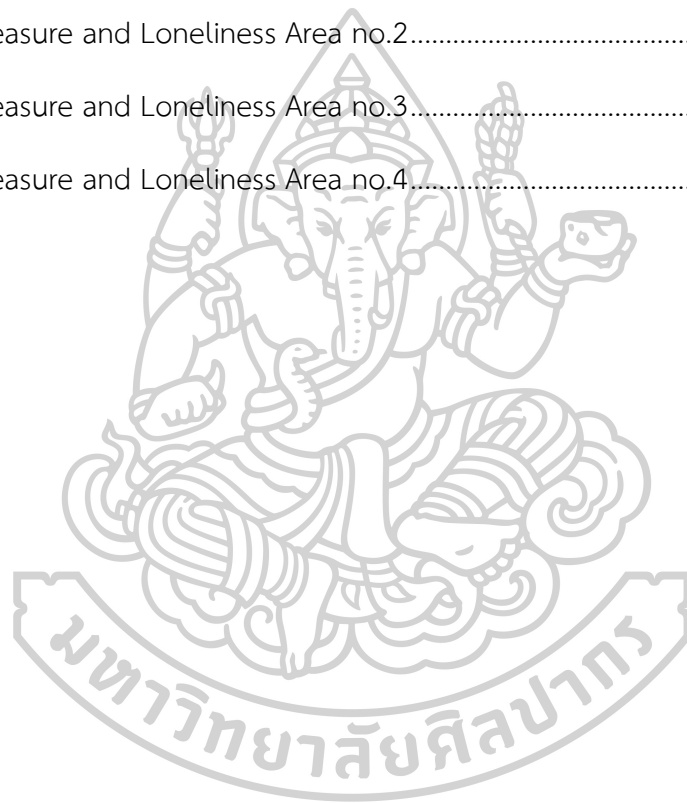 easure and Loneliness Area no.2......................................
easure and Loneliness Area no.3......................................
easure and Loneliness Area no.4......................................
มหาวิทยาลัยศิลปากร